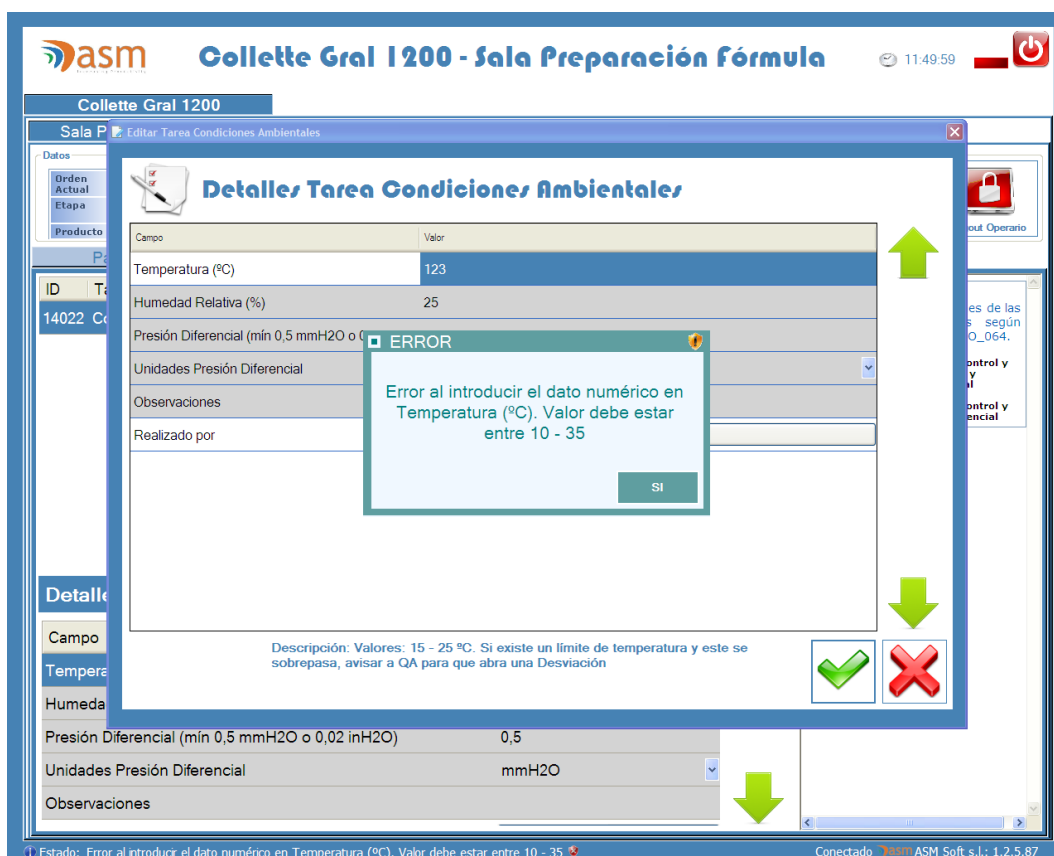 asm
Collette Gral 1200 - Sala Preparación Fórmula
11:49:59
Collette Gral 1200
Sala P
Editar Tarea Condiciones Ambientales
Datos
Orden
Actual
Etapa
Producto
out Operario
Detalles Tarea Condiciones Ambientales
Campo Valor
Temperatura (ºC) 123
Humedad Relativa (%) 25
Presión Diferencial (mín 0,5 mmH2O o 0
Unidades Presión Diferencial
Observaciones
Realizado por
ERROR
Error al introducir el dato numérico en
Temperatura (ºC). Valor debe estar
entre 10 - 35
SI
Descripción: Valores: 15 - 25 ºC. Si existe un límite de temperatura y este se
sobrepasa, avisar a QA para que abra una Desviación
ID
14022
es de las
s según
O_064.
ontrol y
y
al
ontrol y
encial
Detalle
Campo
Tempera
Humeda
Presión Diferencial (mín 0,5 mmH2O o 0,02 inH2O) 0,5
Unidades Presión Diferencial mmH2O
Observaciones
Estado: Error al introducir el dato numérico en Temperatura (ºC). Valor debe estar entre 10 - 35
Conectado asm ASM Soft s.l.: 1.2.5.87